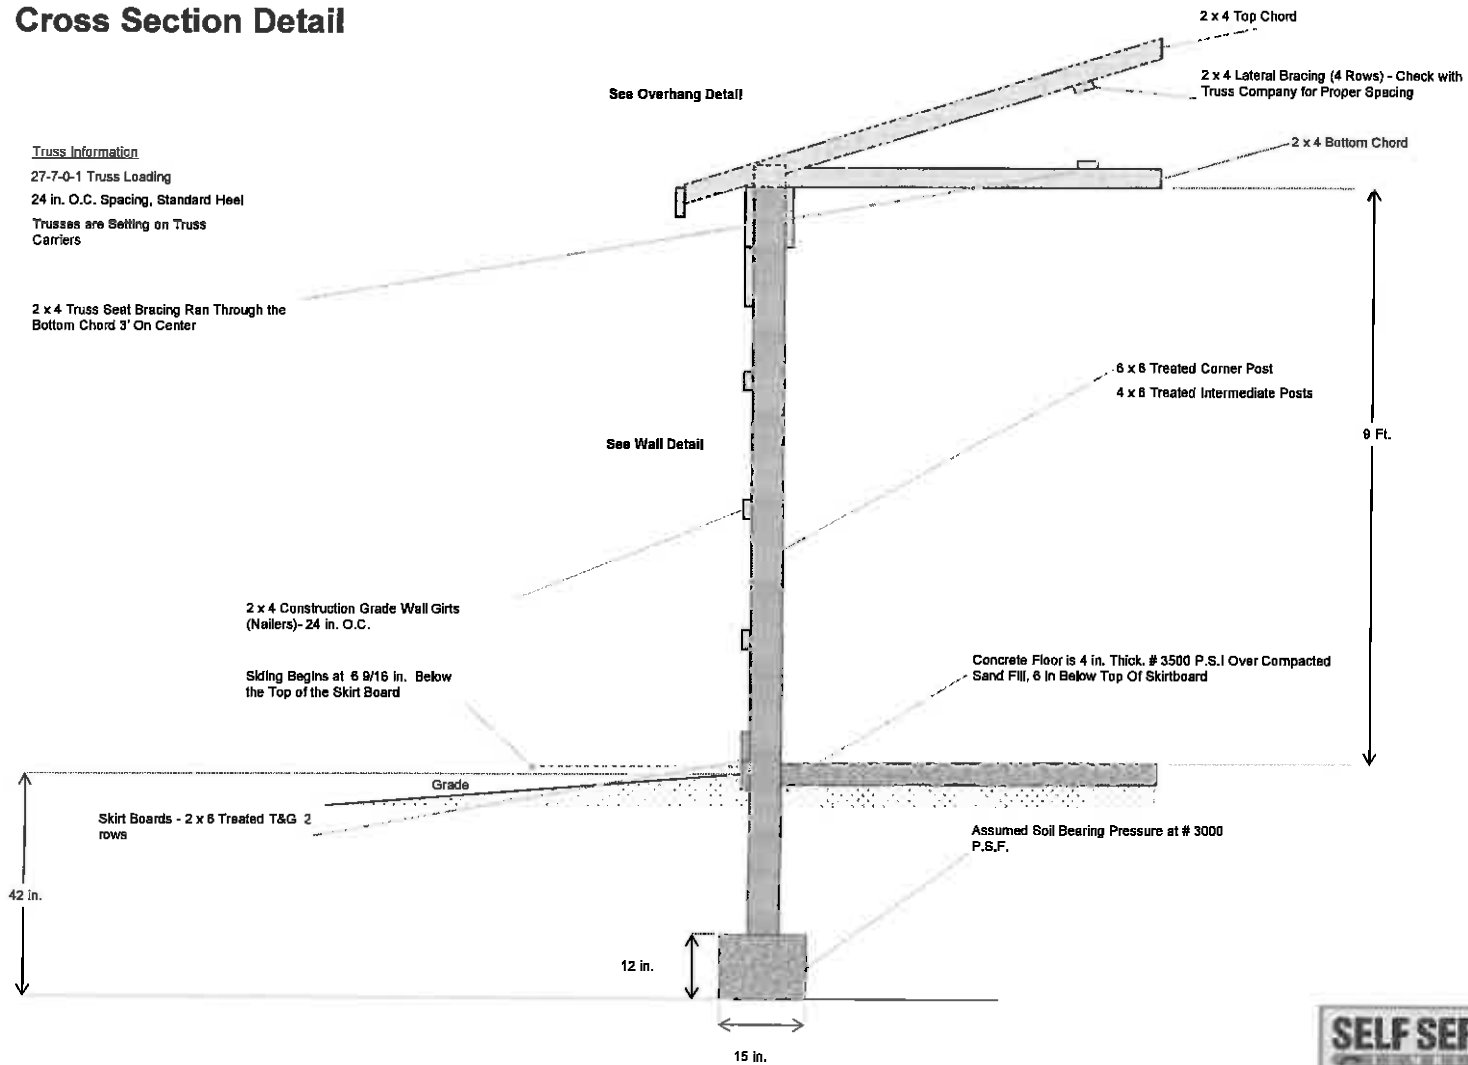 Cross Section Detail
2 x 4 Top Chord
See Overhang Detail
2 x 4 Lateral Bracing (4 Rows) - Check with
Truss Company for Proper Spacing
2 x 4 Bottom Chord
Truss Information
27-7-0-1 Truss Loading
24 in. O.C. Spacing, Standard Heel
Trusses are Setting on Truss
Carriers
2 x 4 Truss Seat Bracing Ran Through the
Bottom Chord 3' On Center
6 x 6 Treated Corner Post
4 x 6 Treated Intermediate Posts
9 Ft.
See Wall Detail
2 x 4 Construction Grade Wall Girts
(Nailers)- 24 in. O.C.
Siding Begins at 6 9/16 in. Below
the Top of the Skirt Board
Concrete Floor is 4 in. Thick. # 3500 P.S.I Over Compacted
Sand Fill, 6 In Below Top Of Skirtboard
Grade
Skirt Boards - 2 x 6 Treated T&G 2
rows
Assumed Soil Bearing Pressure at # 3000
P.S.F.
42 in.
12 in.
15 in.
SELF SER